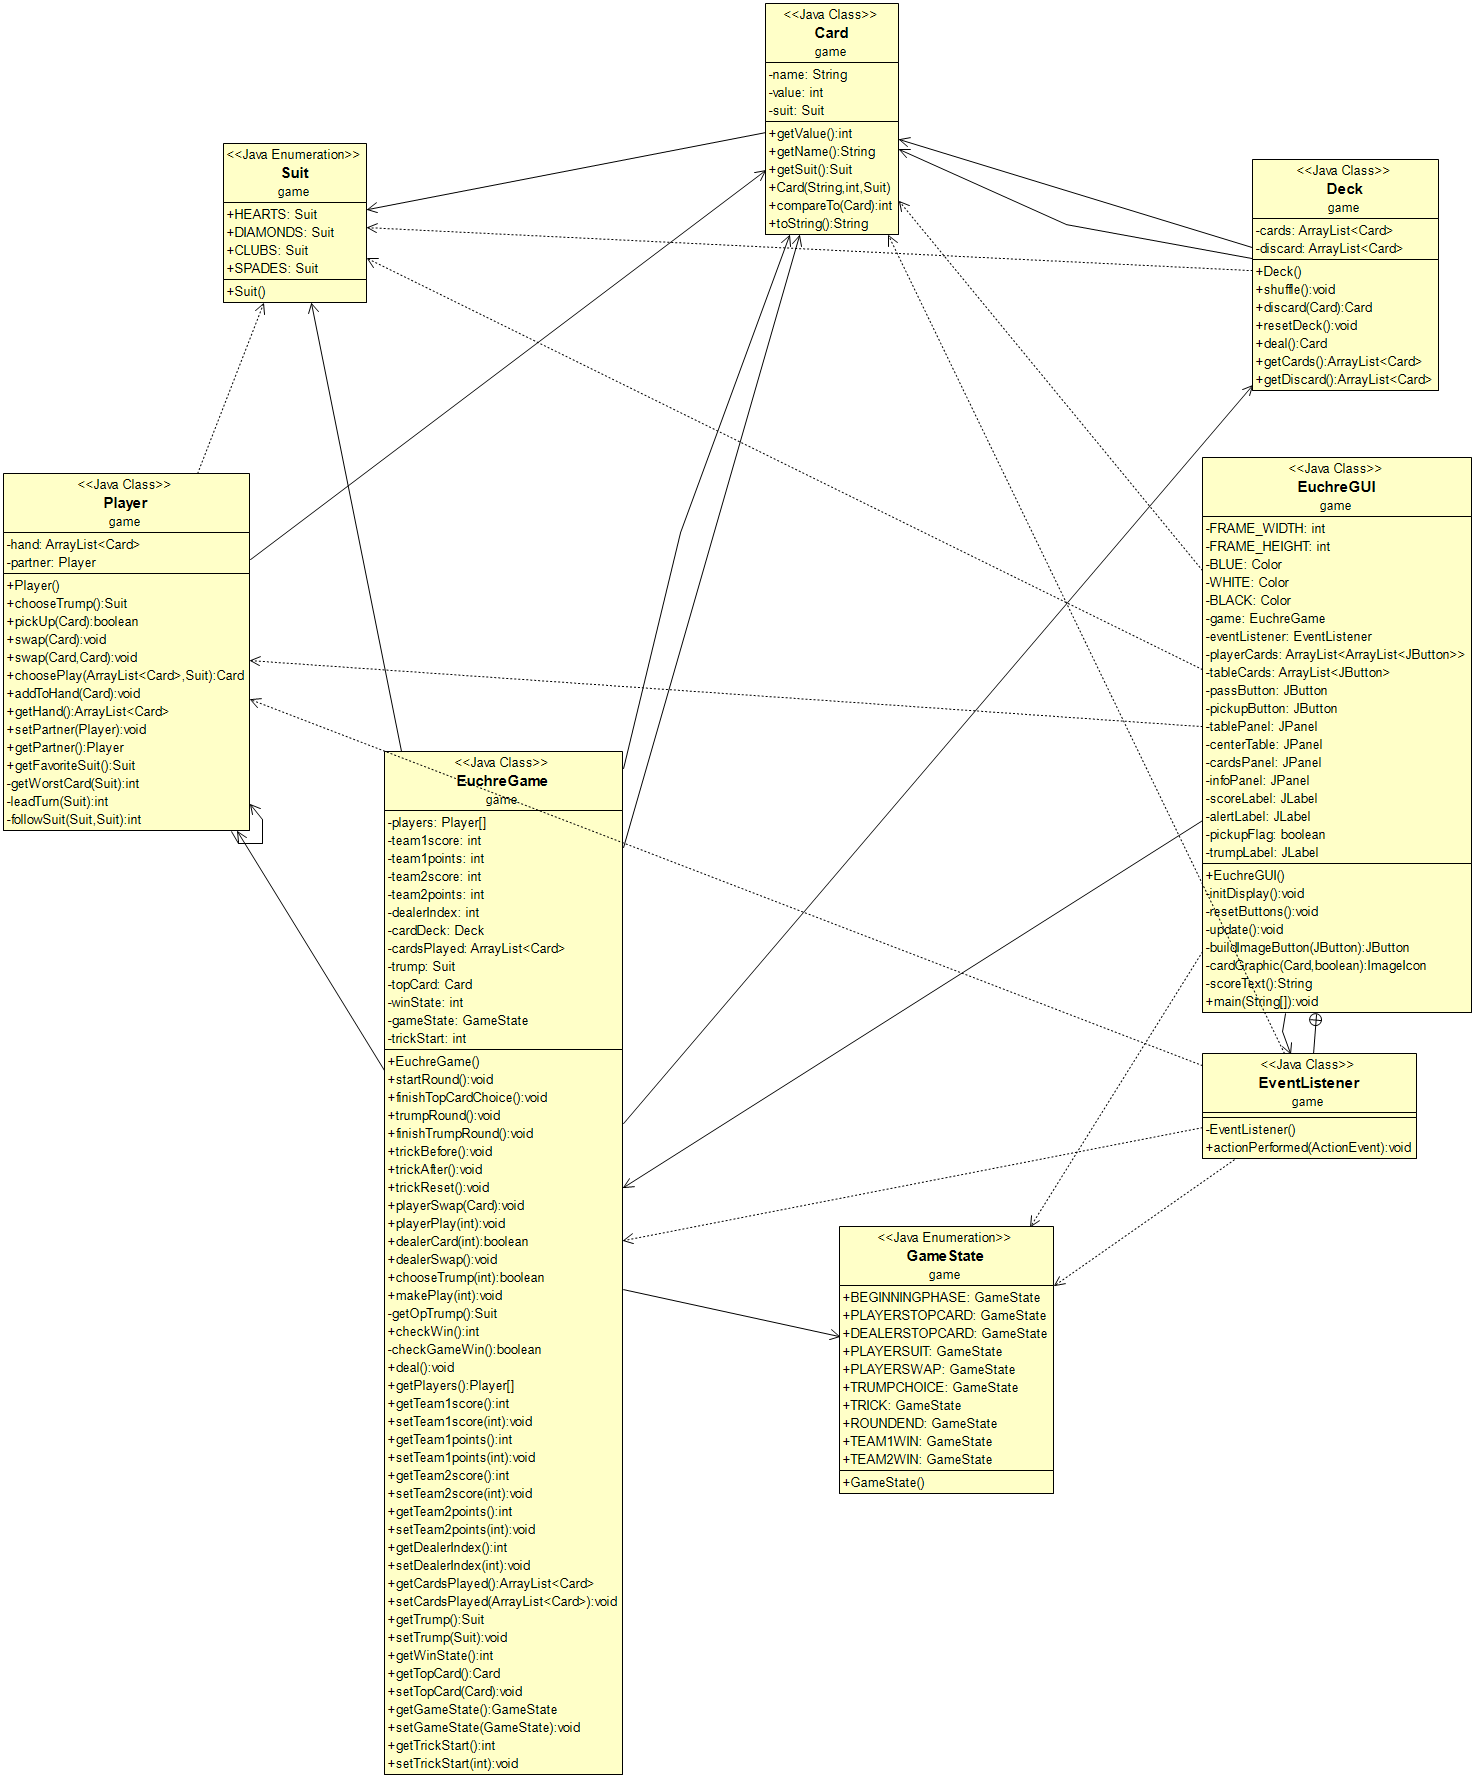 <<Java Class>>
Card
game
-name: String
-value: int
-suit: Suit
+getValue():int
+getName():String
+getSuit():Suit
+Card(String,int,Suit)
+compareTo(Card):int
+toString():String
<<Java Enumeration>>
Suit
game
+HEARTS: Suit
+DIAMONDS: Suit
+CLUBS: Suit
+SPADES: Suit
+Suit()
<<Java Class>>
Deck
game
-cards: ArrayList<Card>
-discard: ArrayList<Card>
+Deck()
+shuffle():void
+discard(Card):Card
+resetDeck():void
+deal():Card
+getCards():ArrayList<Card>
+getDiscard():ArrayList<Card>
<<Java Class>>
Player
game
-hand: ArrayList<Card>
-partner: Player
+Player()
+chooseTrump():Suit
+pickUp(Card):boolean
+swap(Card):void
+swap(Card,Card):void
+choosePlay(ArrayList<Card>,Suit):Card
+addToHand(Card):void
+getHand():ArrayList<Card>
+setPartner(Player):void
+getPartner():Player
+getFavoriteSuit():Suit
-getWorstCard(Suit):int
-leadTurn(Suit):int
-followSuit(Suit,Suit):int
<<Java Class>>
EuchreGUI
game
-FRAME_WIDTH: int
-FRAME_HEIGHT: int
-BLUE: Color
-WHITE: Color
-BLACK: Color
-game: EuchreGame
-eventListener: EventListener
-playerCards: ArrayList<ArrayList<JButton>>
-tableCards: ArrayList<JButton>
-passButton: JButton
-pickupButton: JButton
-tablePanel: JPanel
-centerTable: JPanel
-cardsPanel: JPanel
-infoPanel: JPanel
-scoreLabel: JLabel
-alertLabel: JLabel
-pickupFlag: boolean
-trumpLabel: JLabel
+EuchreGUI()
-initDisplay():void
-resetButtons():void
-update():void
-buildImageButton(JButton):JButton
-cardGraphic(Card,boolean):ImageIcon
-scoreText():String
+main(String[]):void
<<Java Class>>
EuchreGame
game
-players: Player[]
-team1score: int
-team1points: int
-team2score: int
-team2points: int
-dealerIndex: int
-cardDeck: Deck
-cardsPlayed: ArrayList<Card>
-trump: Suit
-topCard: Card
-winState: int
-gameState: GameState
-trickStart: int
+EuchreGame()
+startRound():void
+finishTopCardChoice():void
+trumpRound():void
+finishTrumpRound():void
+trickBefore():void
+trickAfter():void
+trickReset():void
+playerSwap(Card):void
+playerPlay(int):void
+dealerCard(int):boolean
+dealerSwap():void
+chooseTrump(int):boolean
+makePlay(int):void
-getOpTrump():Suit
+checkWin():int
-checkGameWin():boolean
+deal():void
+getPlayers():Player[]
+getTeam1score():int
+setTeam1score(int):void
+getTeam1points():int
+setTeam1points(int):void
+getTeam2score():int
+setTeam2score(int):void
+getTeam2points():int
+setTeam2points(int):void
+getDealerIndex():int
+setDealerIndex(int):void
+getCardsPlayed():ArrayList<Card>
+setCardsPlayed(ArrayList<Card>):void
+getTrump():Suit
+setTrump(Suit):void
+getWinState():int
+getTopCard():Card
+setTopCard(Card):void
+getGameState():GameState
+setGameState(GameState):void
+getTrickStart():int
+setTrickStart(int):void
<<Java Class>>
EventListener
game
-EventListener()
+actionPerformed(ActionEvent):void
<<Java Enumeration>>
GameState
game
+BEGINNINGPHASE: GameState
+PLAYERSTOPCARD: GameState
+DEALERSTOPCARD: GameState
+PLAYERSUIT: GameState
+PLAYERSWAP: GameState
+TRUMPCHOICE: GameState
+TRICK: GameState
+ROUNDEND: GameState
+TEAM1WIN: GameState
+TEAM2WIN: GameState
+GameState()